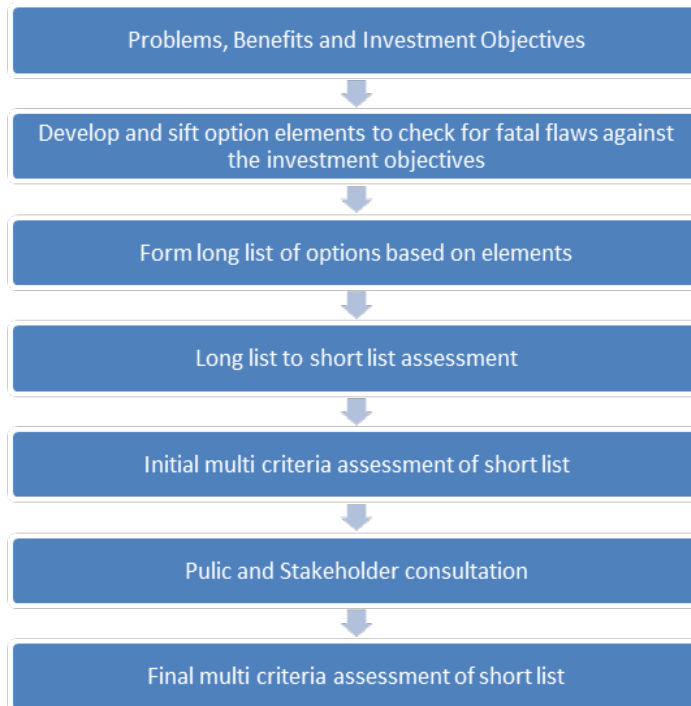 Problems, Benefits and Investment Objectives
Develop and sift option elements to check for fatal flaws against
the investment objectives
Form long list of options based on elements
Long list to short list assessment
Initial multi criteria assessment of short list
Pulic and Stakeholder consultation
Final multi criteria assessment of short list